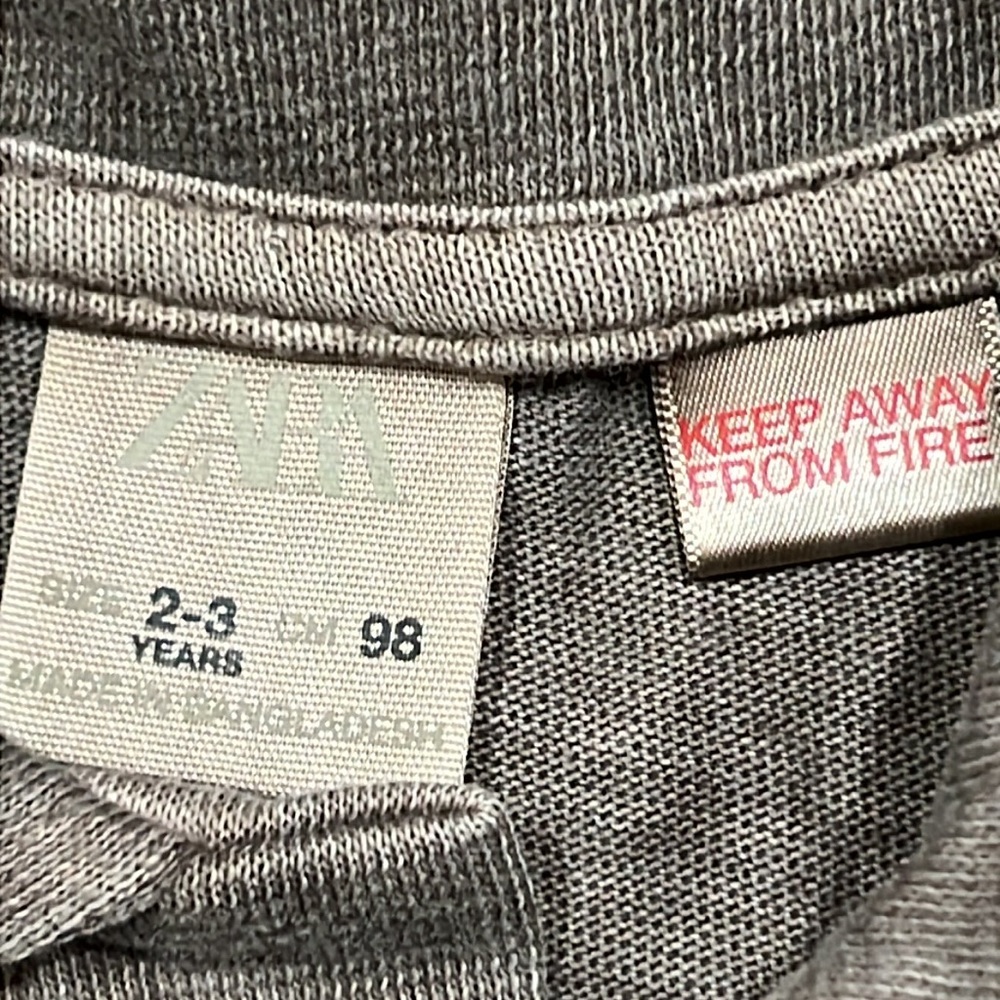 ZARA
SIZE 2-3 CM 98
YEARS
MADE IN BANGLADESH
KEEP AWAY
FROM FIRE